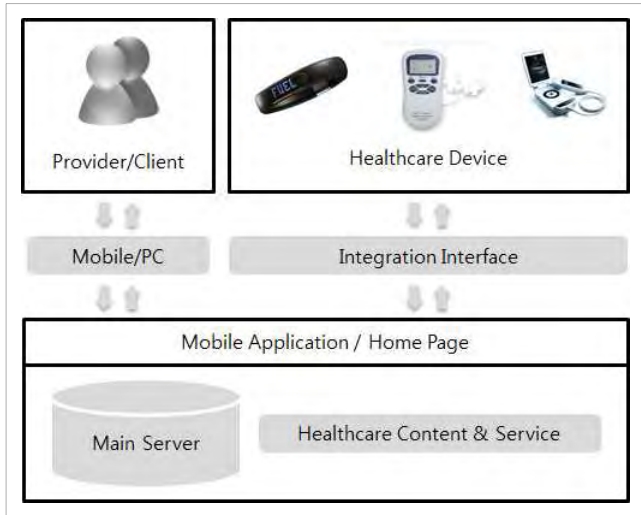 FUEL
Provider/Client
Healthcare Device
Mobile/PC
Integration Interface
Mobile Application / Home Page
Main Server
Healthcare Content & Service